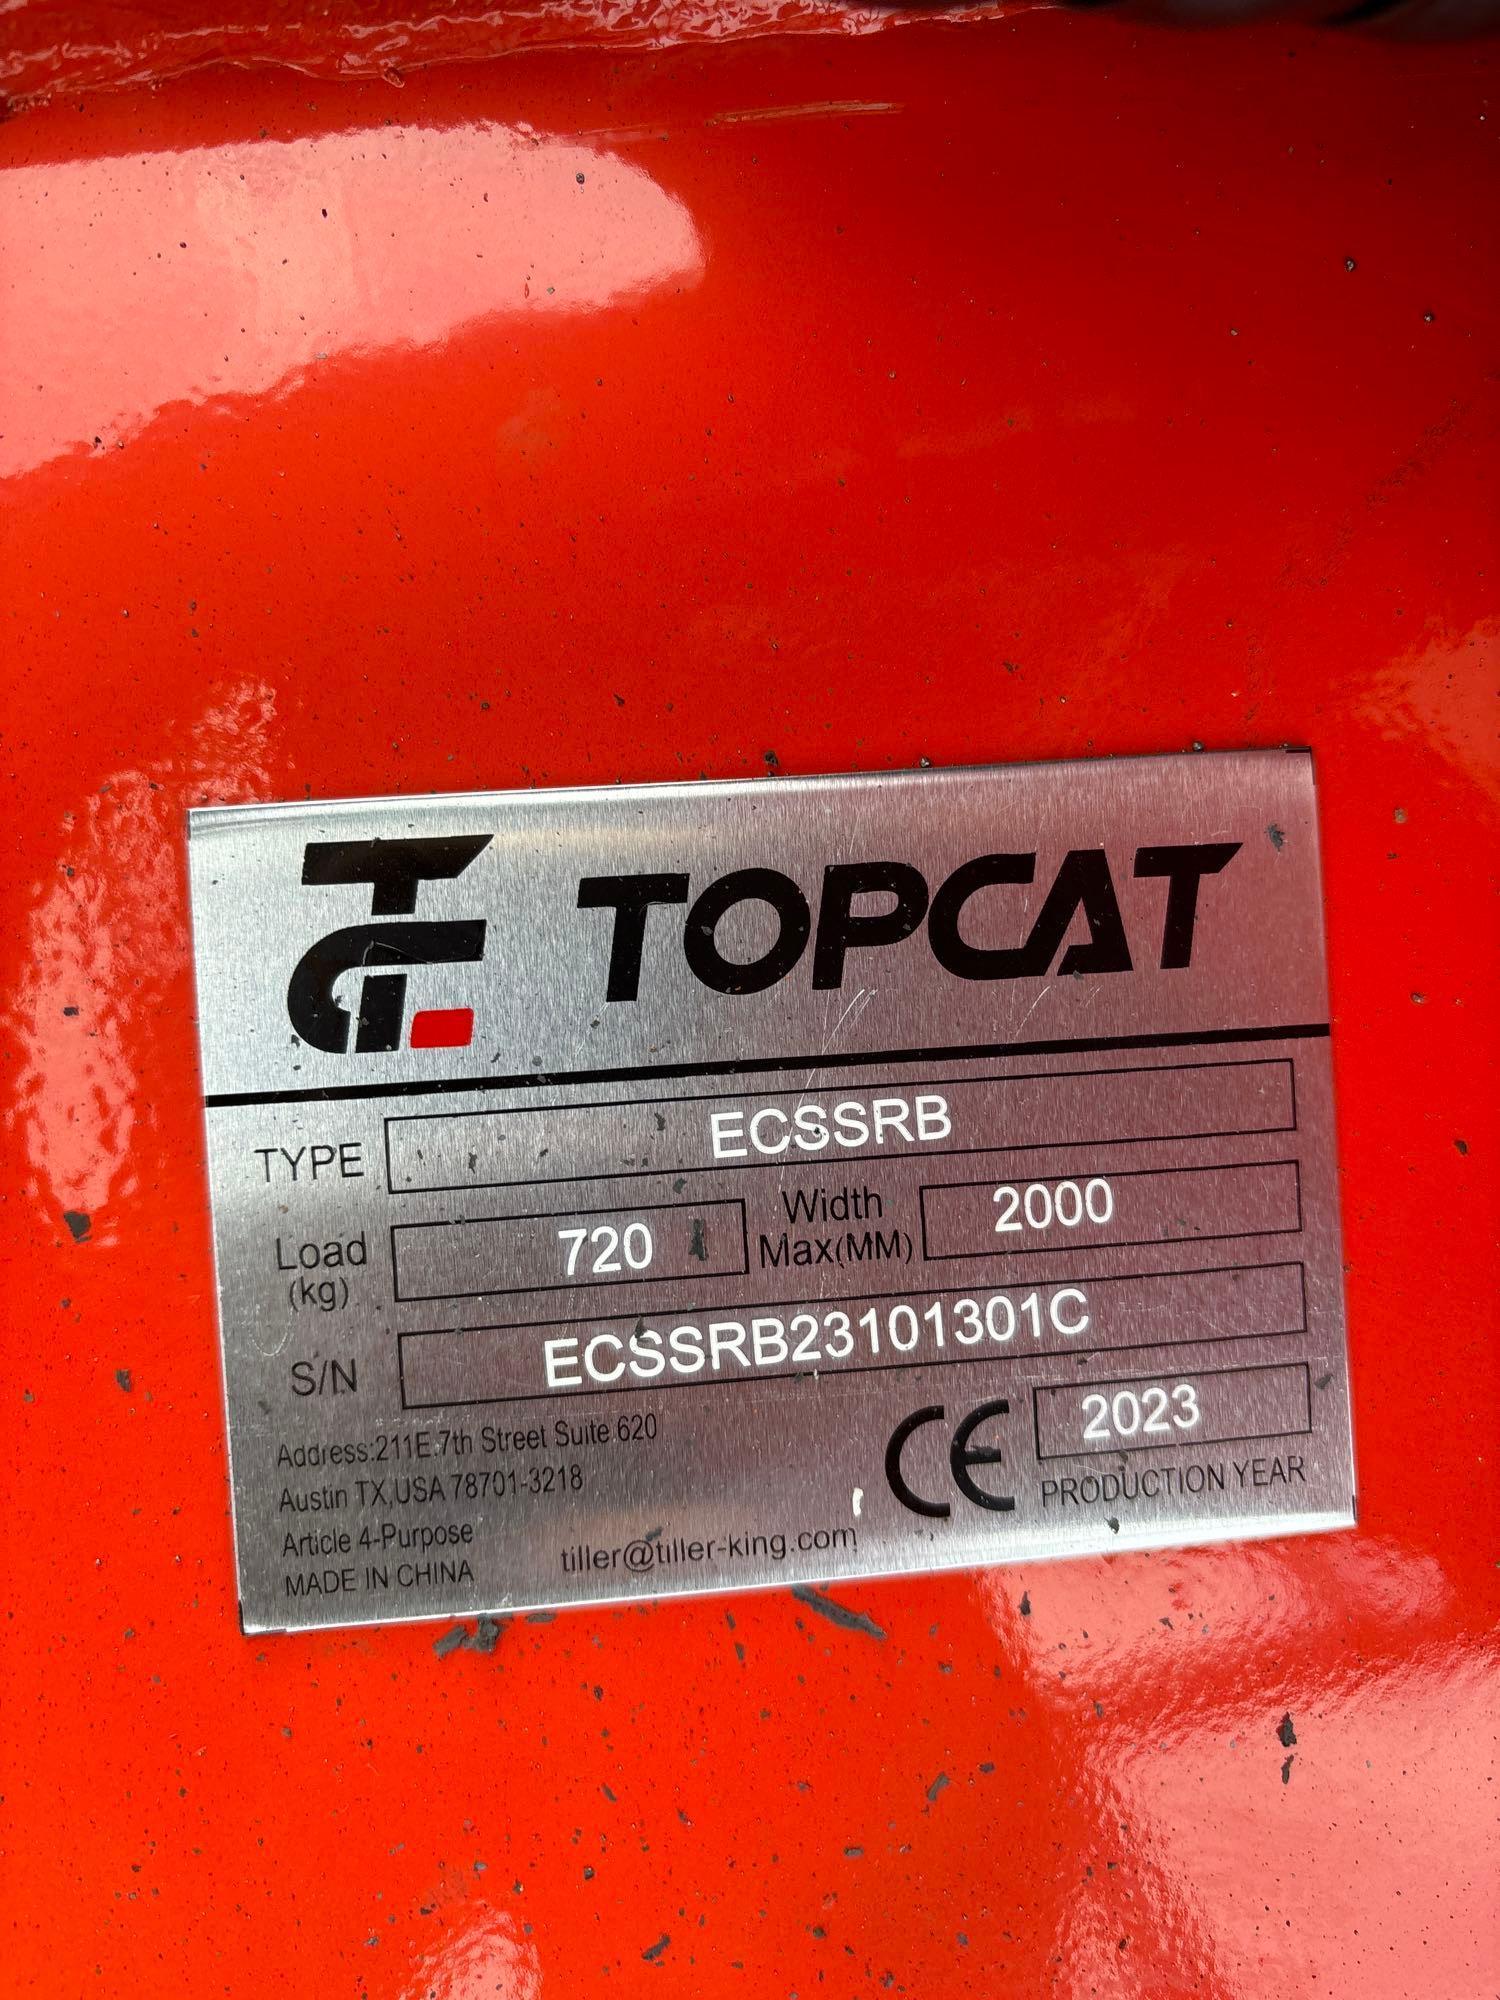 TC TOPCAT
TYPE ECSSRB
Load (kg) 720 Width Max(MM) 2000
S/N ECSSRB23101301C
Address:211E.7th Street Suite 620
Austin TX,USA 78701-3218
Article 4-Purpose
MADE IN CHINA
tiller@tiller-king.com
CE 2023
PRODUCTION YEAR